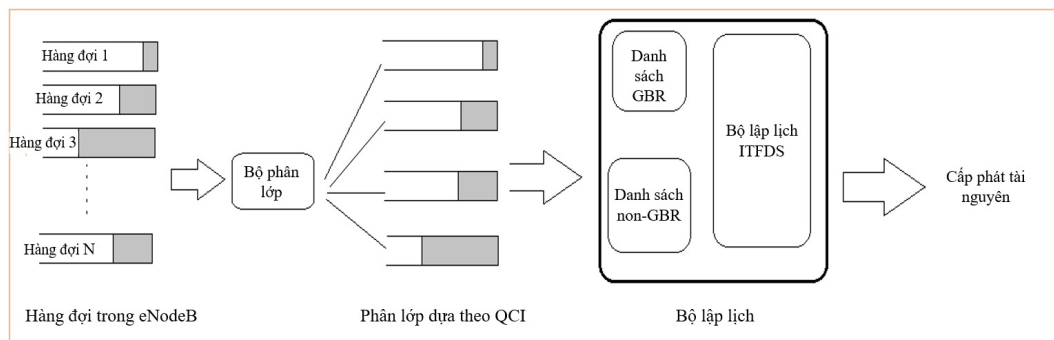 Hàng đợi 1
Hàng đợi 2
Hàng đợi 3
Hàng đợi N
Hàng đợi trong eNodeB
Bộ phân
lớp
Phân lớp dựa theo QCI
Danh
sách
GBR
Danh sách
non-GBR
Bộ lập lịch
ITFDS
Bộ lập lịch
Cấp phát tài
nguyên